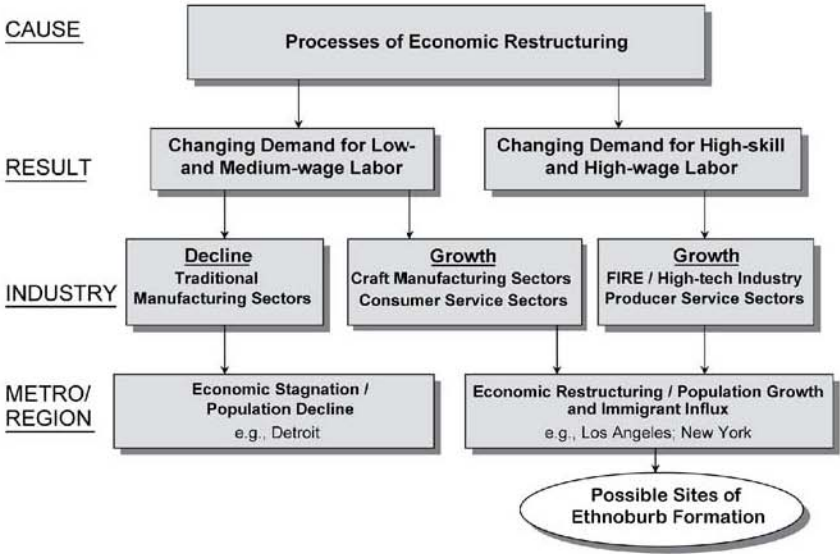 CAUSE
Processes of Economic Restructuring
RESULT
Changing Demand for Low-
and Medium-wage Labor
Changing Demand for High-skill
and High-wage Labor
INDUSTRY
Decline
Traditional
Manufacturing Sectors
Growth
Craft Manufacturing Sectors
Consumer Service Sectors
Growth
FIRE / High-tech Industry
Producer Service Sectors
METRO/
REGION
Economic Stagnation /
Population Decline
e.g., Detroit
Economic Restructuring / Population Growth
and Immigrant Influx
e.g., Los Angeles; New York
Possible Sites of
Ethnoburb Formation